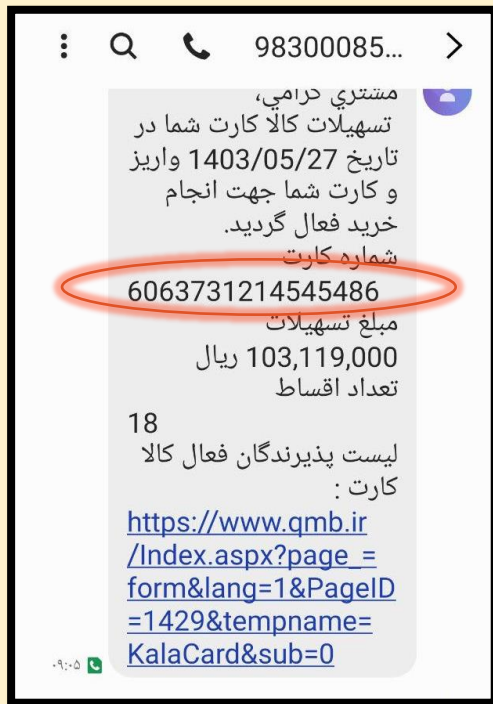 98300085...
مشتري گرامي،
تسهیلات کالا کارت شما در
تاریخ 1403/05/27 واریز
و کارت شما جهت انجام
خرید فعال گردید.
شماره کارت
6063731214545486
مبلغ تسهیلات
103,119,000 ریال
تعداد اقساط
18
لیست پذیرندگان فعال کالا
کارت :
https://www.qmb.ir
/Index.aspx?page_=
form&lang=1&PageID
=1429&tempname=
KalaCard&sub=0
۰۹:۰۵